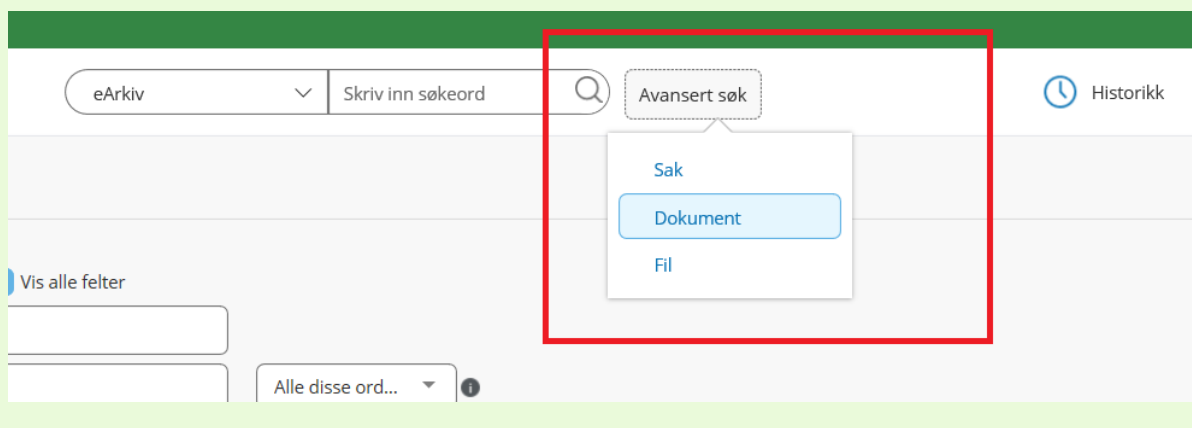 eArkiv
Skriv inn søkeord
Avansert søk
Historikk
Sak
Dokument
Fil
Vis alle felter
Alle disse ord...